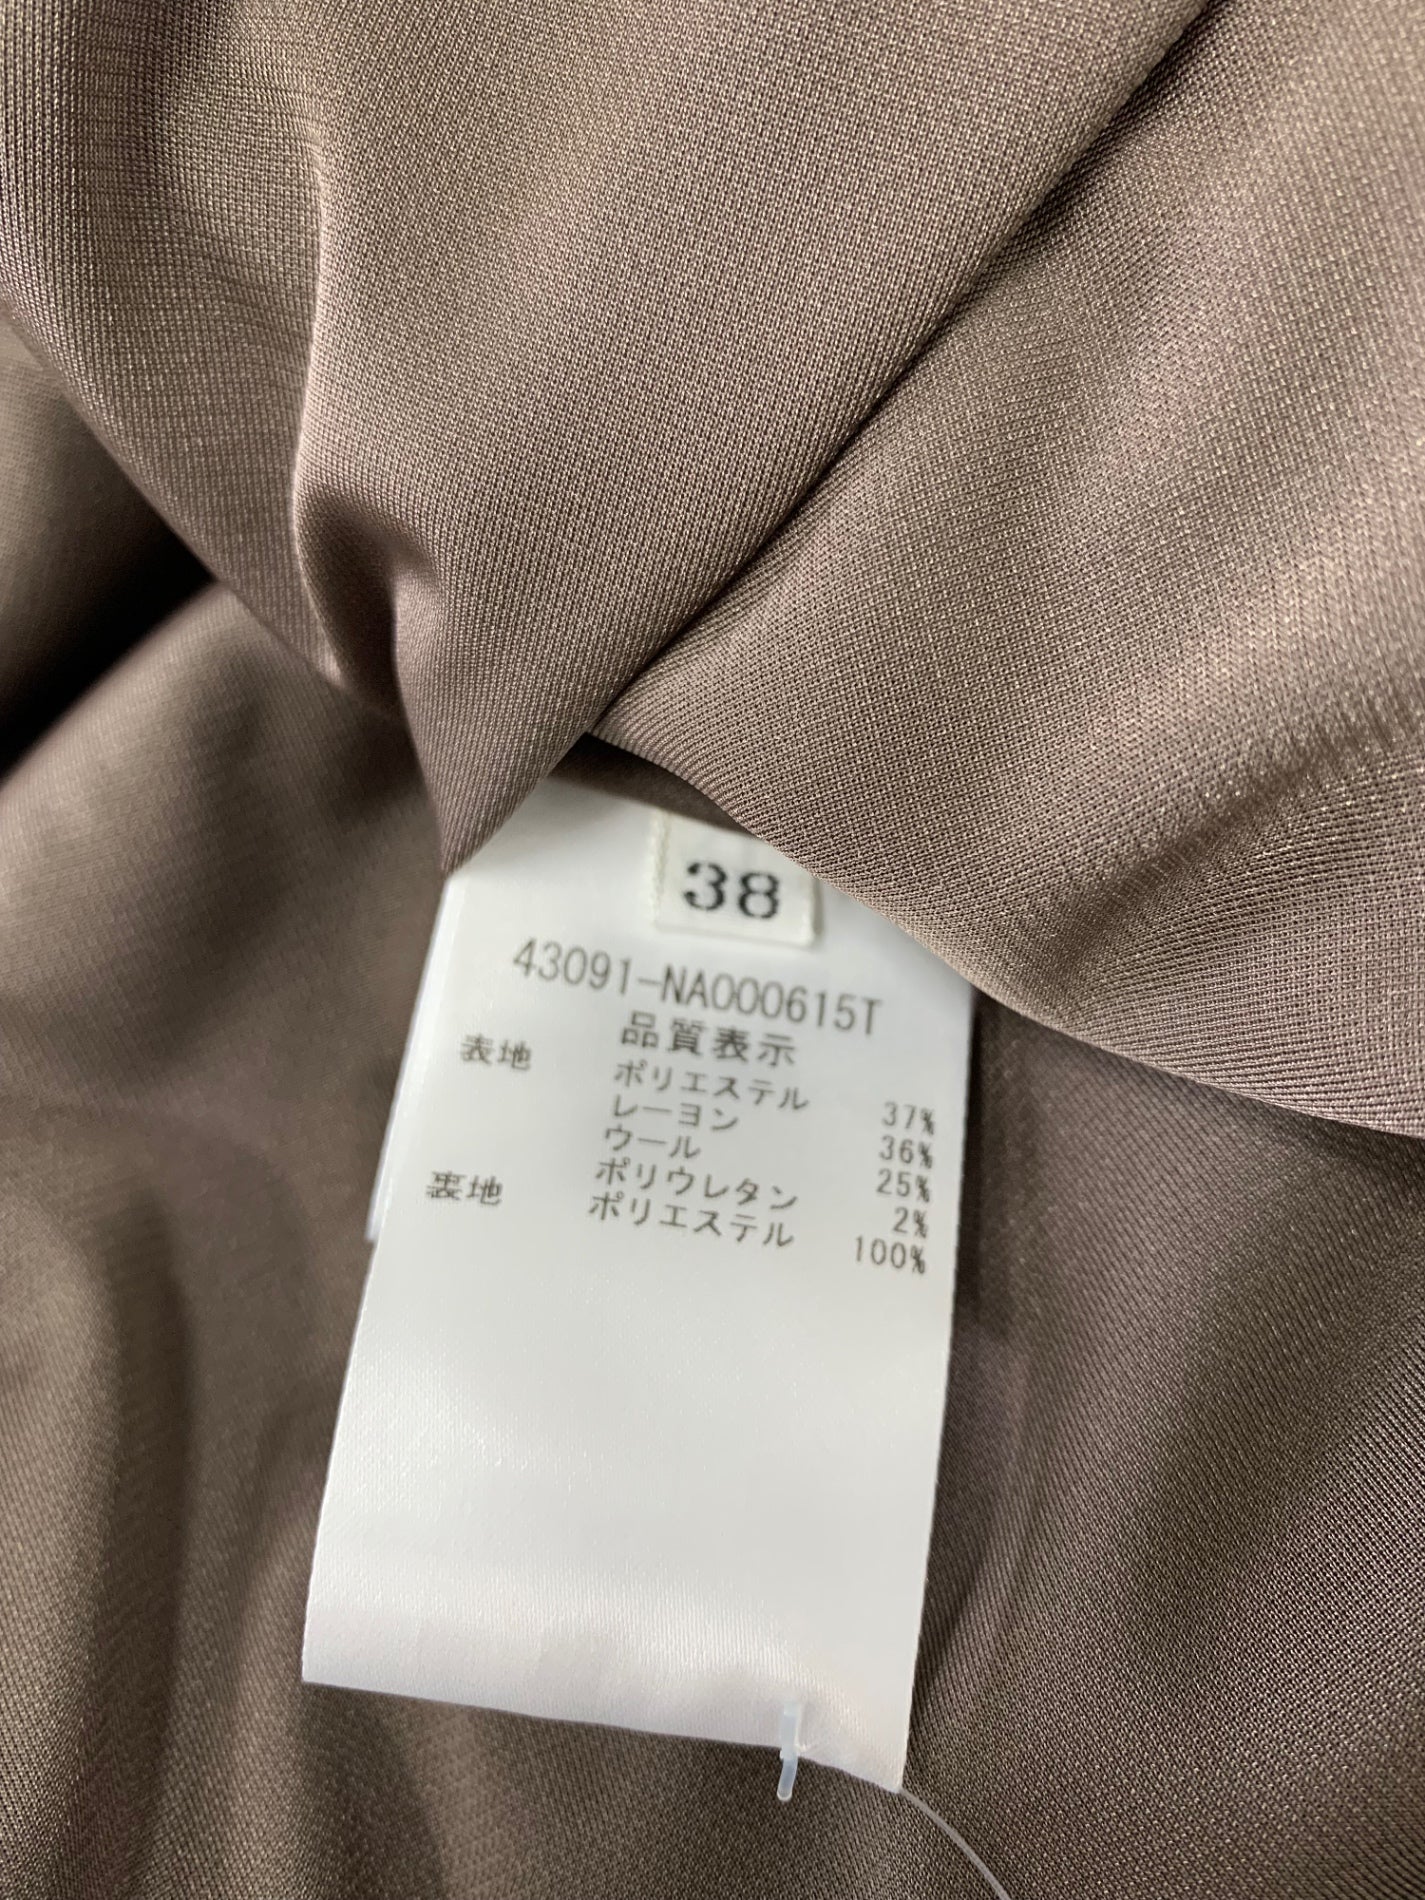 38
43091-NA000615T
品質表示
表地 ポリエステル 37%
レーヨン 36%
ウール 25%
ポリウレタン 2%
裏地 ポリエステル 100%